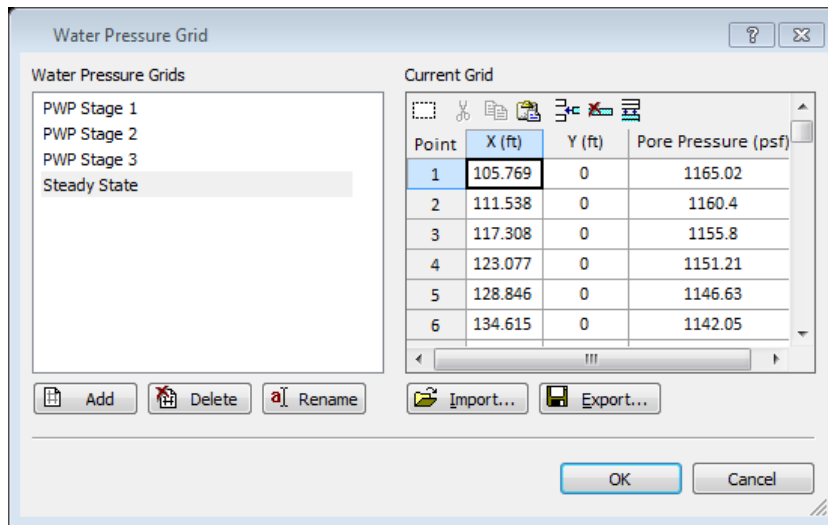 Water Pressure Grid
Water Pressure Grids
PWP Stage 1
PWP Stage 2
PWP Stage 3
Steady State
Add Delete Rename
Current Grid
Point X (ft) Y (ft) Pore Pressure (psf)
1 105.769 0 1165.02
2 111.538 0 1160.4
3 117.308 0 1155.8
4 123.077 0 1151.21
5 128.846 0 1146.63
6 134.615 0 1142.05
Import... Export...
OK Cancel